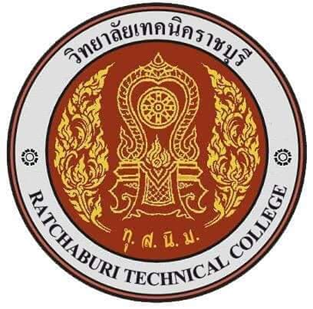 วิทยาลัยเทคนิคราชบุรี
ทุ. ส. นิ. ม.
RATCHABURI TECHNICAL COLLEGE